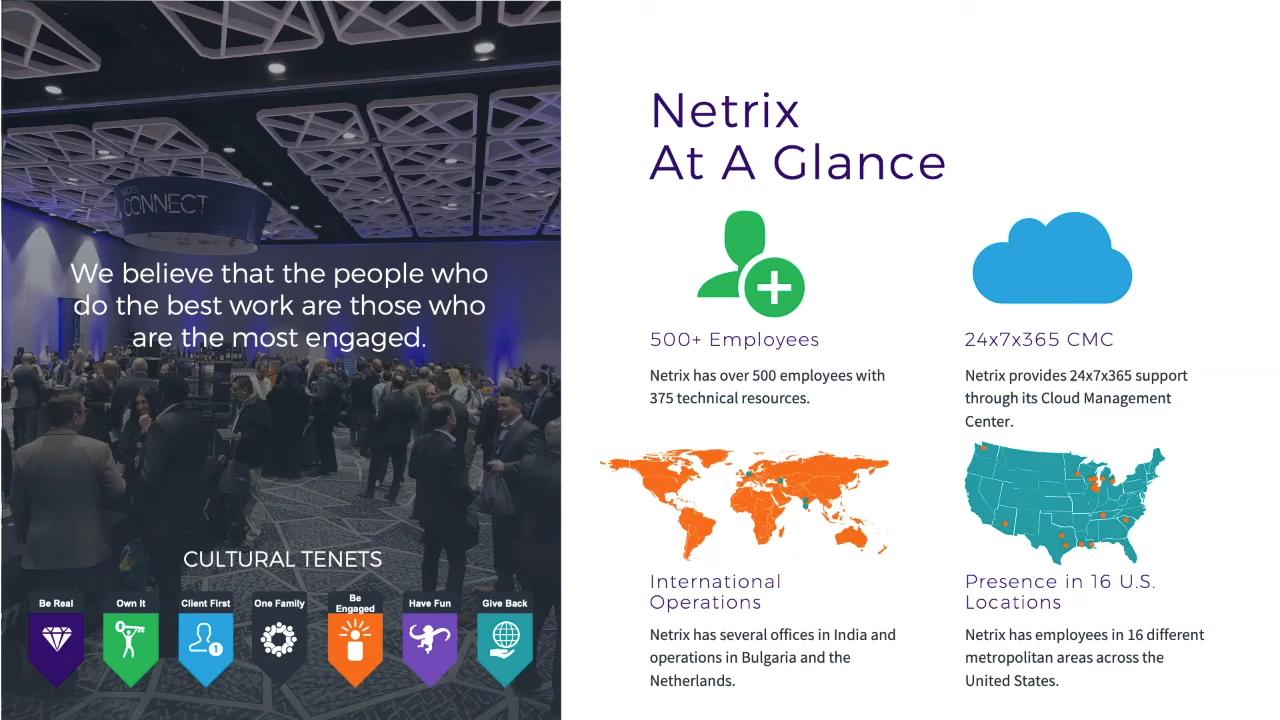 CONNECT
We believe that the people who
do the best work are those who
are the most engaged.
CULTURAL TENETS
Be Real
Own It
Client First
One Family
Be
Engaged
Have Fun
Give Back
1
Netrix
At A Glance
500+ Employees
Netrix has over 500 employees with
375 technical resources.
24x7x365 CMC
Netrix provides 24x7x365 support
through its Cloud Management
Center.
International
Operations
Netrix has several offices in India and
operations in Bulgaria and the
Netherlands.
Presence in 16 U.S.
Locations
Netrix has employees in 16 different
metropolitan areas across the
United States.